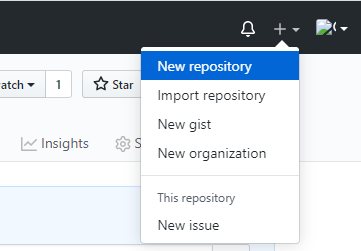 New repository
atch
1
Star
Import repository
New gist
Insights
S
New organization
This repository
New issue